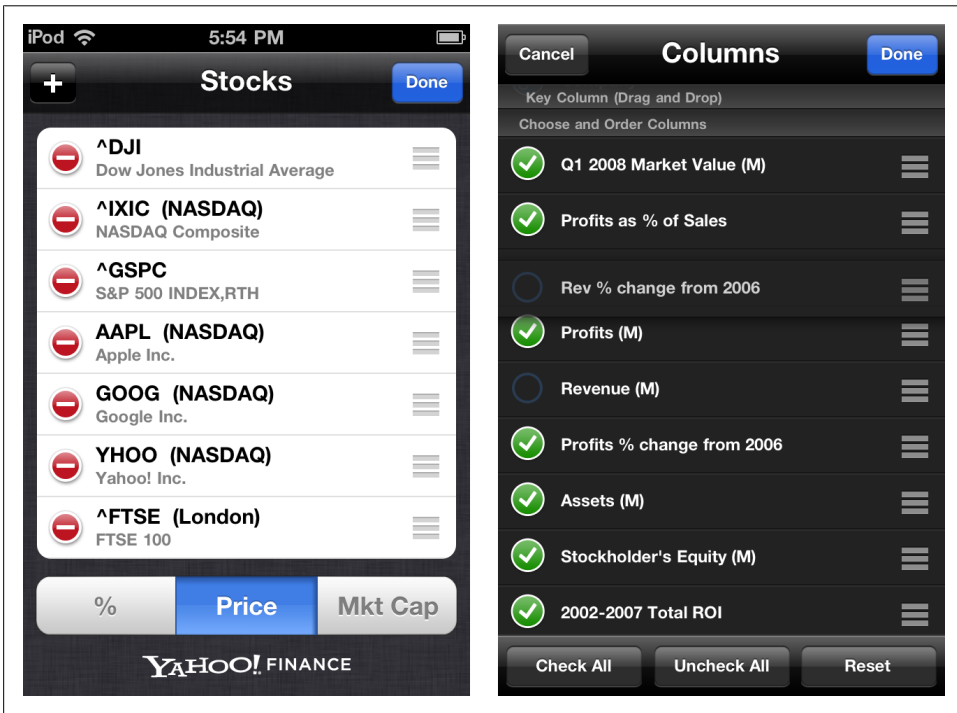 iPod 5:54 PM
+ Stocks Done
^DJI
Dow Jones Industrial Average
^IXIC (NASDAQ)
NASDAQ Composite
^GSPC
S&P 500 INDEX,RTH
AAPL (NASDAQ)
Apple Inc.
GOOG (NASDAQ)
Google Inc.
YHOO (NASDAQ)
Yahoo! Inc.
^FTSE (London)
FTSE 100
% Price Mkt Cap
YAHOO! FINANCE
Cancel Columns Done
Key Column (Drag and Drop)
Choose and Order Columns
Q1 2008 Market Value (M)
Profits as % of Sales
Rev % change from 2006
Profits (M)
Revenue (M)
Profits % change from 2006
Assets (M)
Stockholder's Equity (M)
2002-2007 Total ROI
Check All Uncheck All Reset